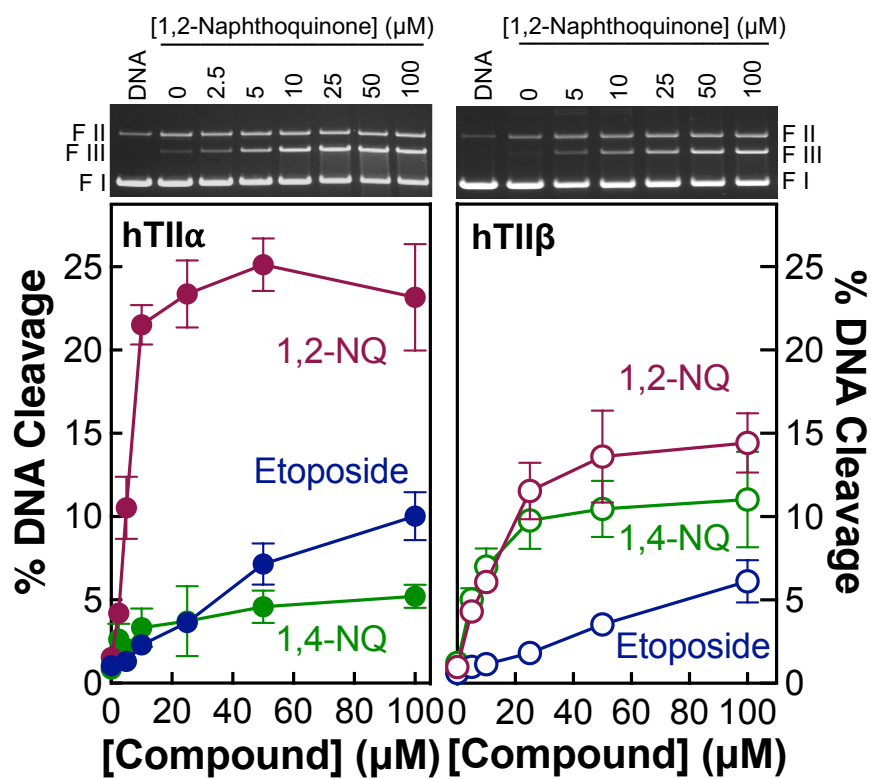 [1,2-Naphthoquinone] (µM)
DNA 0 2.5 5 10 25 50 100
F II
F III
F I
[1,2-Naphthoquinone] (µM)
DNA 0 5 10 25 50 100
F II
F III
F I
hTIIα
% DNA Cleavage
25
20
15
10
5
0
1,2-NQ
Etoposide
1,4-NQ
0 20 40 60 80 100
[Compound] (µM)
hTIIβ
1,2-NQ
1,4-NQ
Etoposide
25
20
15
10
5
0
% DNA Cleavage
0 20 40 60 80 100
[Compound] (µM)